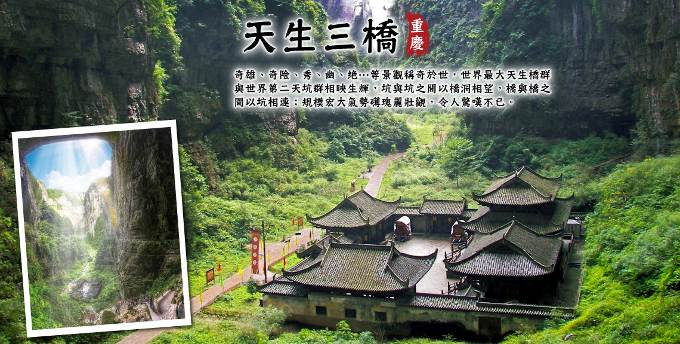 天生三橋
重慶
奇雄、奇險、秀、幽、绝…等景觀稱奇於世，世界最大天生橋群
與世界第二天坑群相映生輝，坑與坑之間以橋洞相望，橋與橋之
間以坑相連；規模宏大氣勢磅瑰麗壯觀，令人驚嘆不已。